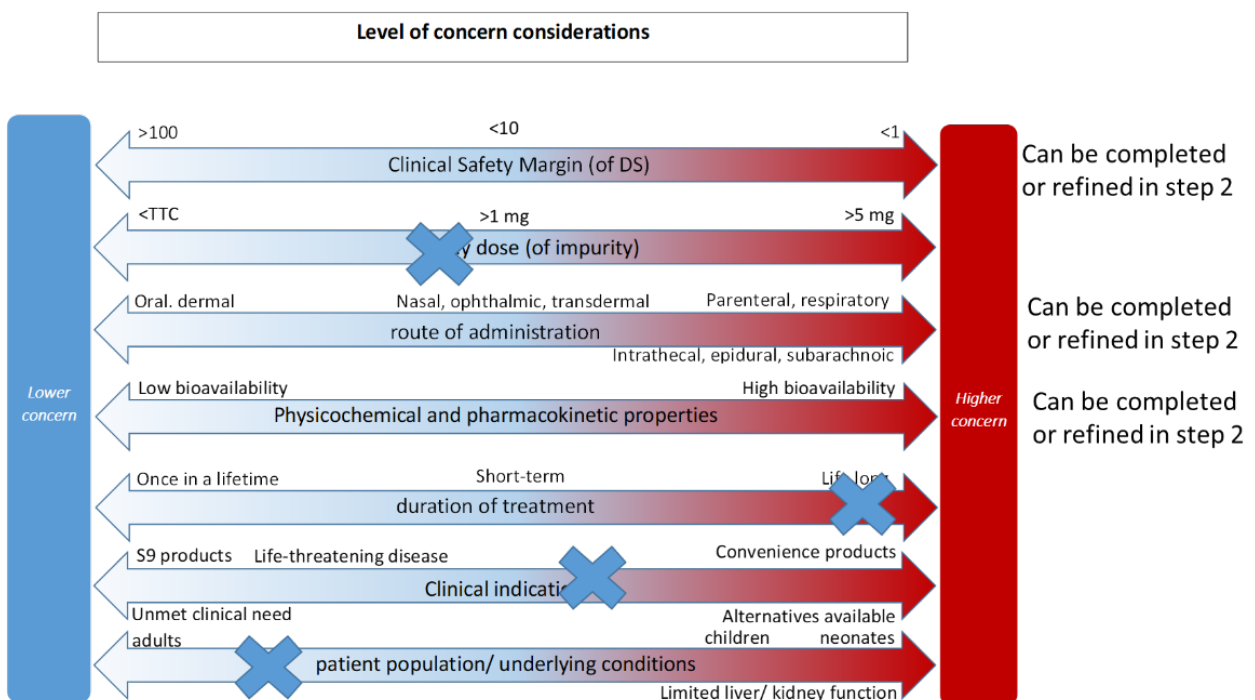 Level of concern considerations
>100
<10
<1
Clinical Safety Margin (of DS)
Can be completed
or refined in step 2
<TTC
>1 mg
>5 mg
dose (of impurity)
Oral. dermal
Nasal, ophthalmic, transdermal
Parenteral, respiratory
route of administration
Intrathecal, epidural, subarachnoic
Can be completed
or refined in step 2
Lower
concern
Low bioavailability
High bioavailability
Physicochemical and pharmacokinetic properties
Higher
concern
Can be completed
or refined in step 2
Once in a lifetime
Short-term
Life long
duration of treatment
S9 products
Life-threatening disease
Convenience products
Clinical
Unmet clinical need
Alternatives available
adults
children
neonates
patient population/ underlying conditions
Limited liver/ kidney function